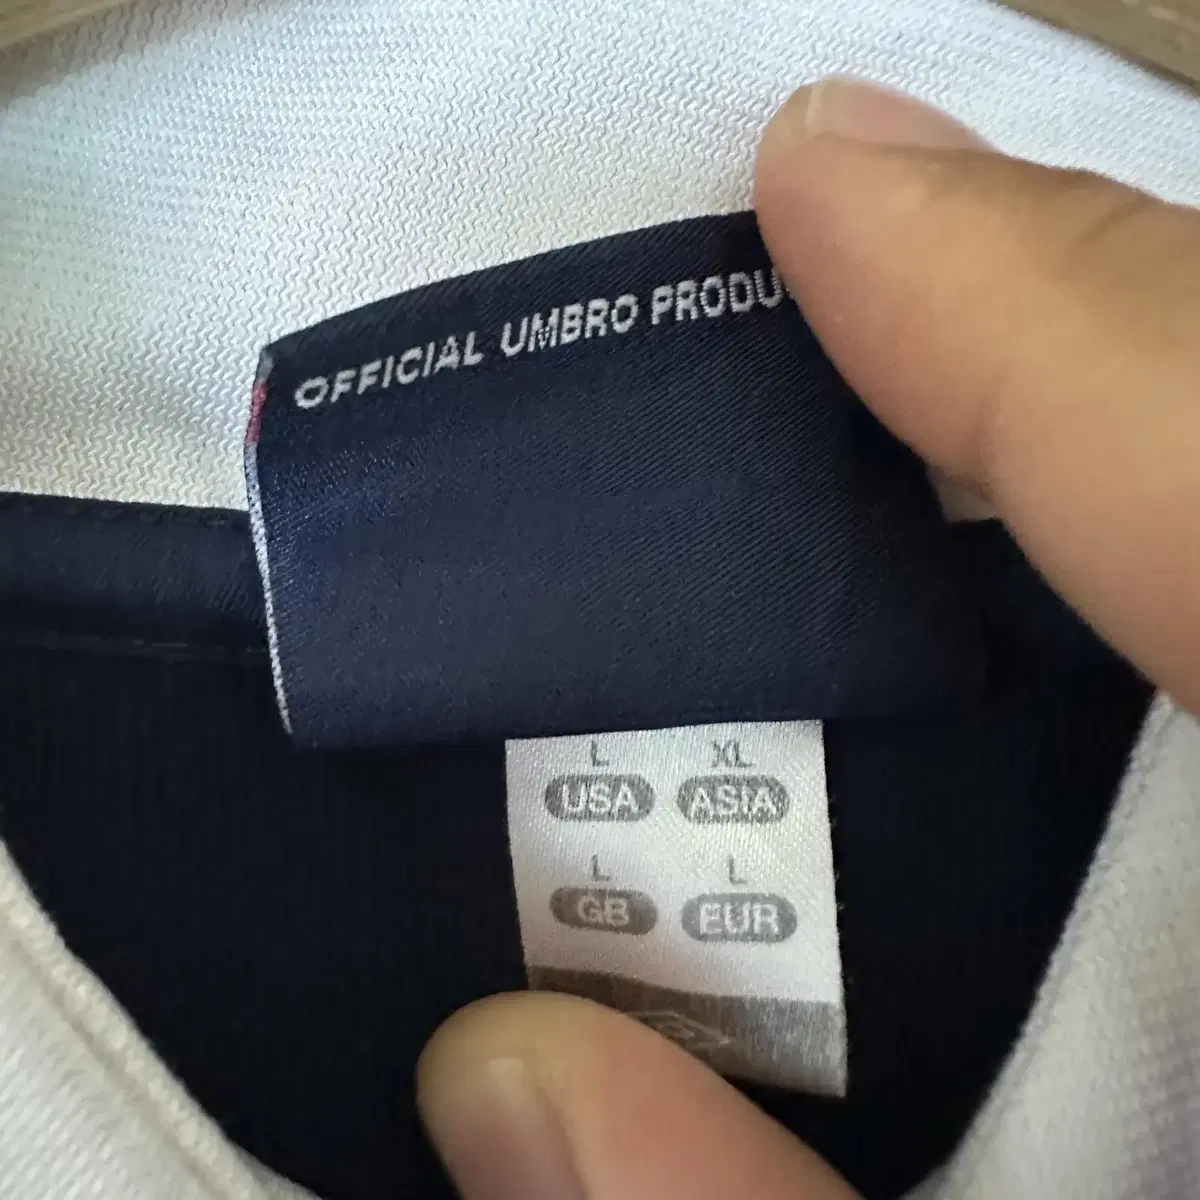 OFFICIAL UMBRO PRODU
L XL
USA ASIA
L L
GB EUR